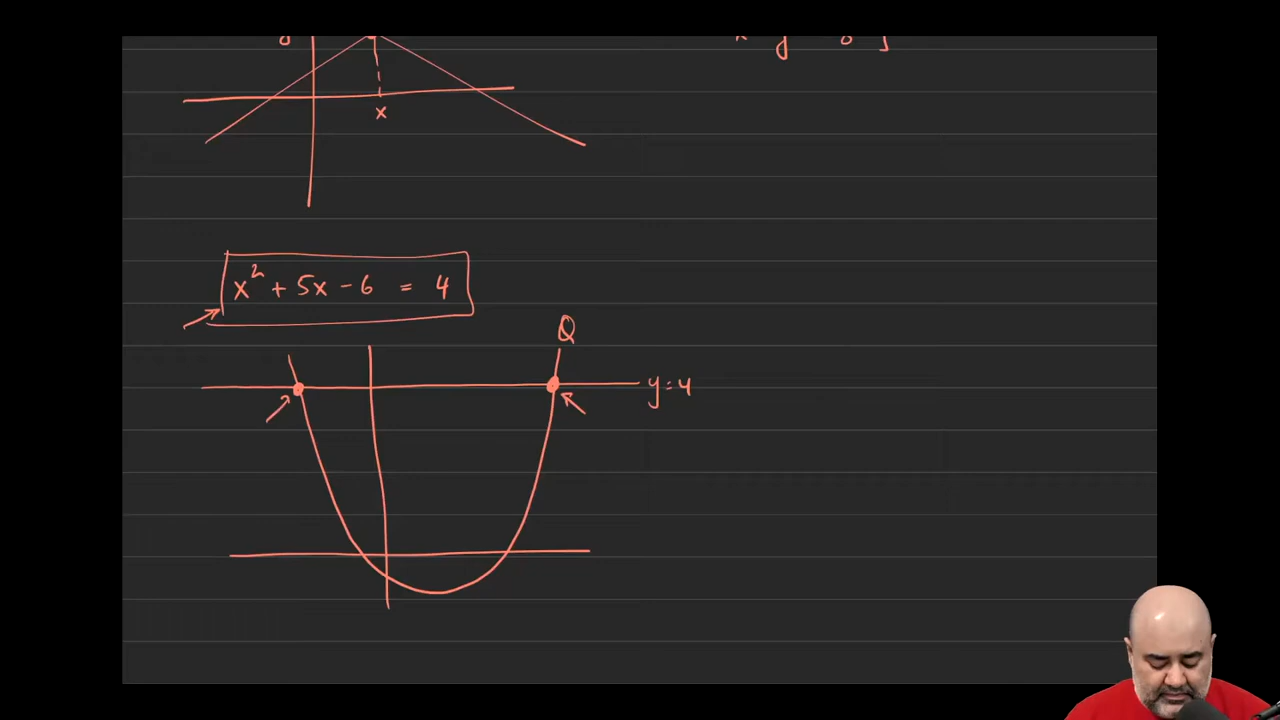 x
x² + 5x - 6 = 4
Q
y = 4